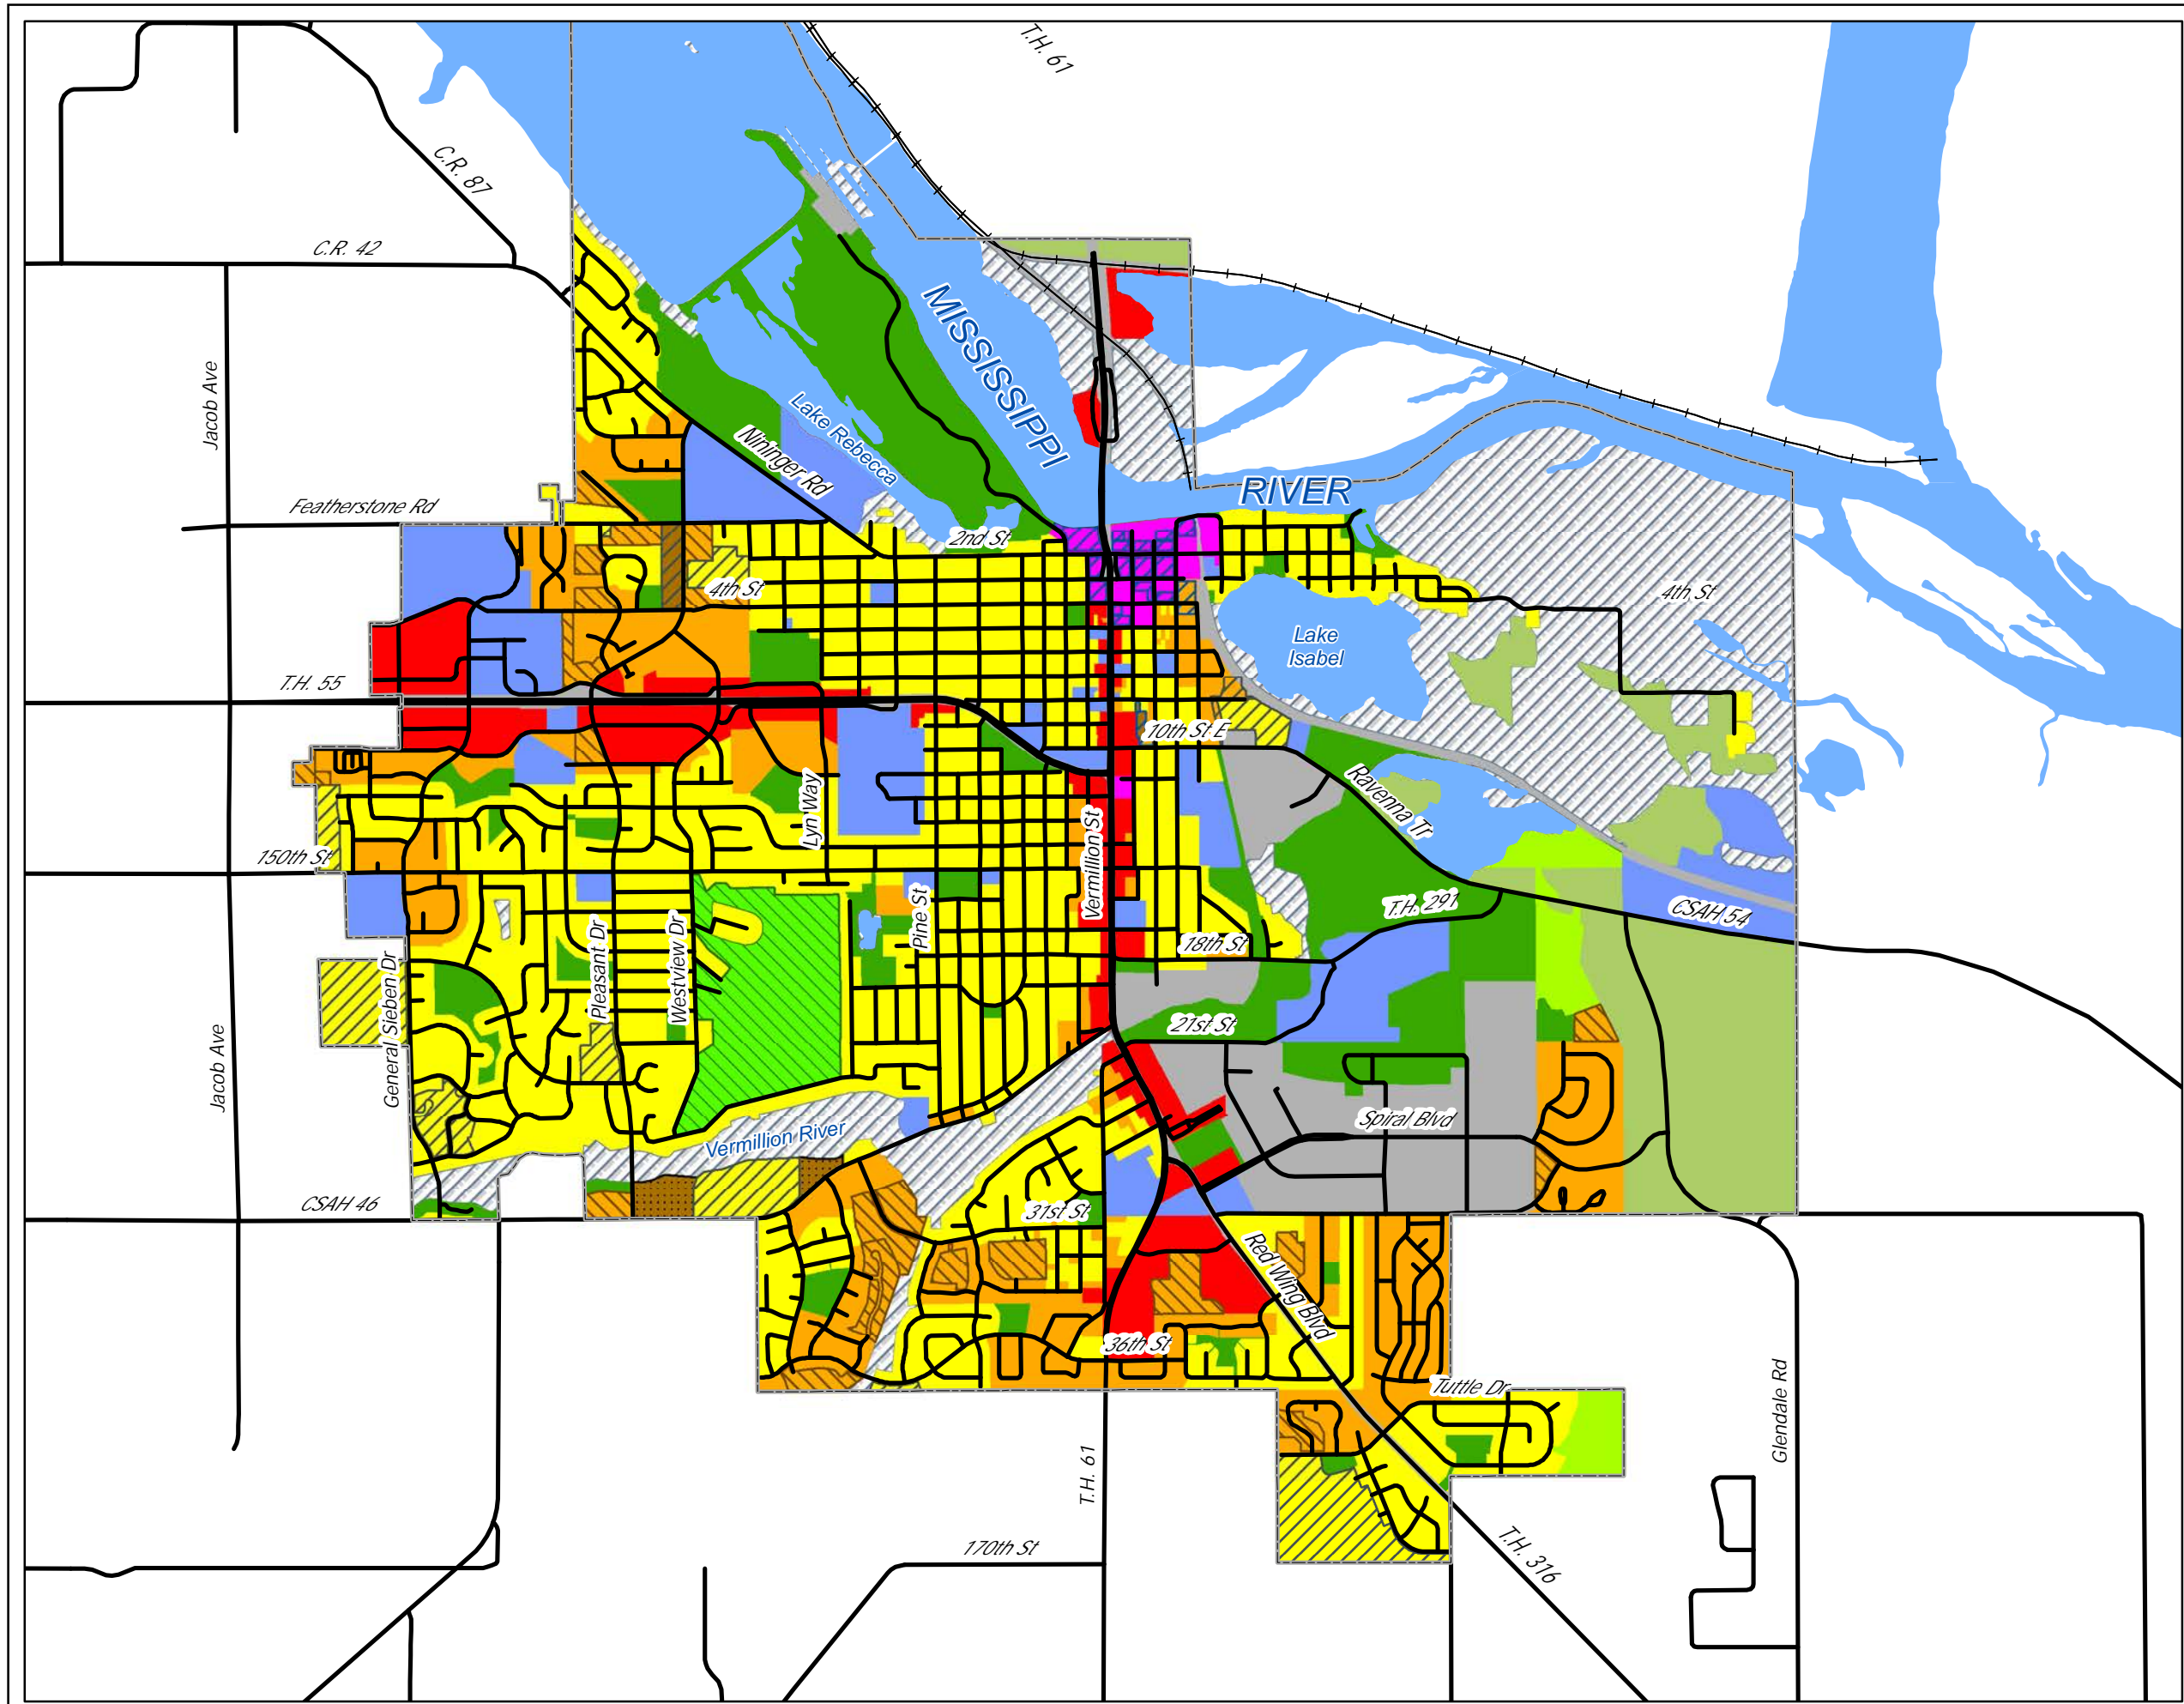 T.H. 61
C.R. 87
C.R. 42
MISSISSIPPI
Jacob Ave
Lake Rebecca
Nininger Rd
RIVER
Featherstone Rd
2nd St
4th St
4th St
Lake
Isabel
T.H. 55
10th St E
Ravenna Tr
Lyn Way
Vermillion St
150th St
Pine St
T.H. 291
CSAH 54
Westview Dr
Pleasant Dr
18th St
General Sieben Dr
21st St
Jacob Ave
Spiral Blvd
Vermillion River
CSAH 46
31st St
Red Wing Blvd
36th St
Tuttle Dr
Glendale Rd
T.H. 61
170th St
T.H. 316